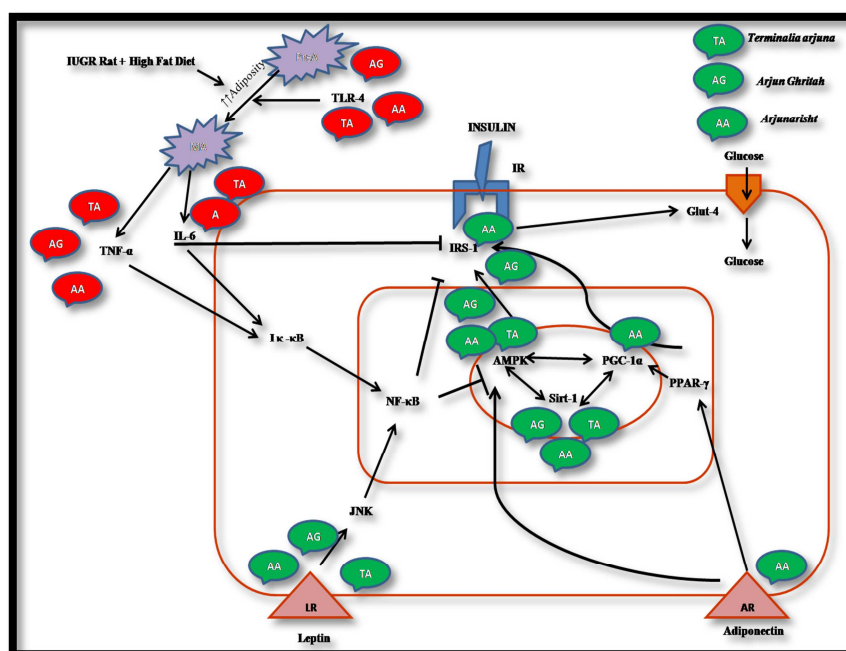 TA
Terminalia arjuna
AG
Arjun Ghritah
AA
Arjunarisht
IUGR Rat + High Fat Diet
↑↑Adiposity
AG
TLR-4
TA
AA
MA
TA
A
IL-6
TA
AG
TNF-α
AA
INSULIN
IR
AA
IRS-1
AG
Glut-4
Glucose
Glucose
Iκ-κB
NF-κB
AG
AA
TA
AMPK
AA
PGC-1α
PPAR-γ
Sirt-1
AG
TA
AA
JNK
AG
AA
TA
LR
Leptin
AA
AR
Adiponectin